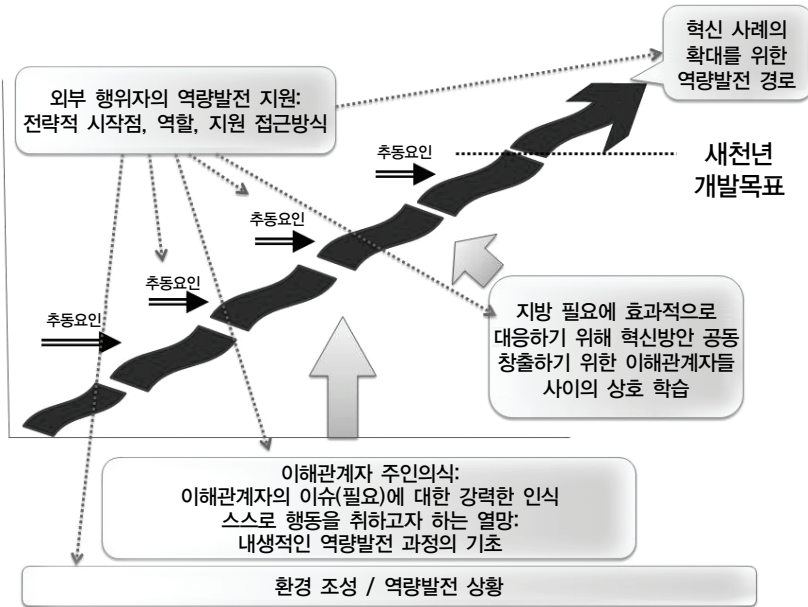 혁신 사례의
확대를 위한
역량발전 경로
외부 행위자의 역량발전 지원:
전략적 시작점, 역할, 지원 접근방식
추동요인
새천년
개발목표
추동요인
추동요인
추동요인
지방 필요에 효과적으로
대응하기 위해 혁신방안 공동
창출하기 위한 이해관계자들
사이의 상호 학습
이해관계자 주인의식:
이해관계자의 이슈(필요)에 대한 강력한 인식
스스로 행동을 취하고자 하는 열망:
내생적인 역량발전 과정의 기초
환경 조성 / 역량발전 상황